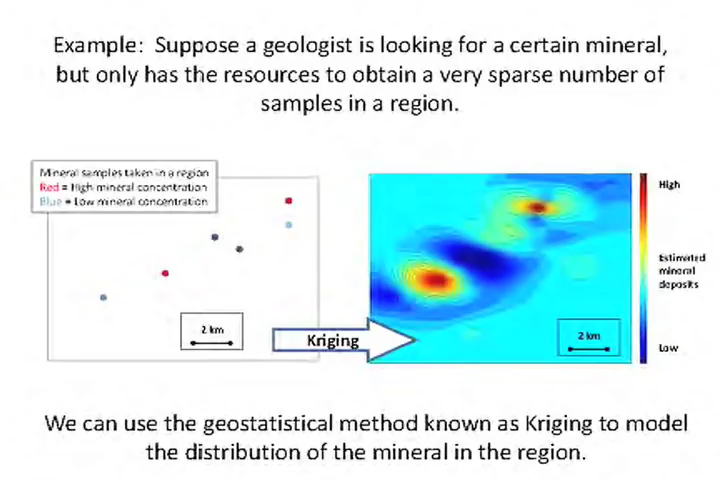 Example: Suppose a geologist is looking for a certain mineral,
but only has the resources to obtain a very sparse number of
samples in a region.
Mineral samples taken in a region
Red = High mineral concentration
Blue = Low mineral concentration
High
Estimated
mineral
deposits
Low
2 km
Kriging
2 km
We can use the geostatistical method known as Kriging to model
the distribution of the mineral in the region.